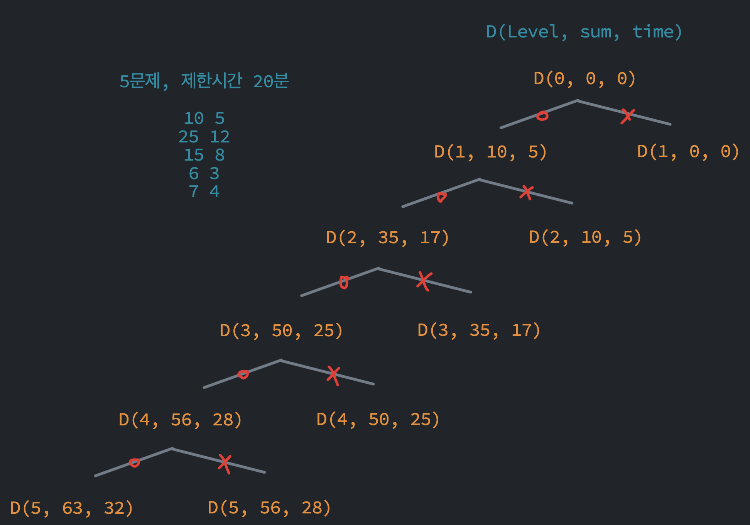 D(Level, sum, time)
5문제, 제한시간 20분
D(0, 0, 0)
10 5
25 12
15 8
6 3
7 4
D(1, 10, 5) D(1, 0, 0)
D(2, 35, 17) D(2, 10, 5)
D(3, 50, 25) D(3, 35, 17)
D(4, 56, 28) D(4, 50, 25)
D(5, 63, 32) D(5, 56, 28)